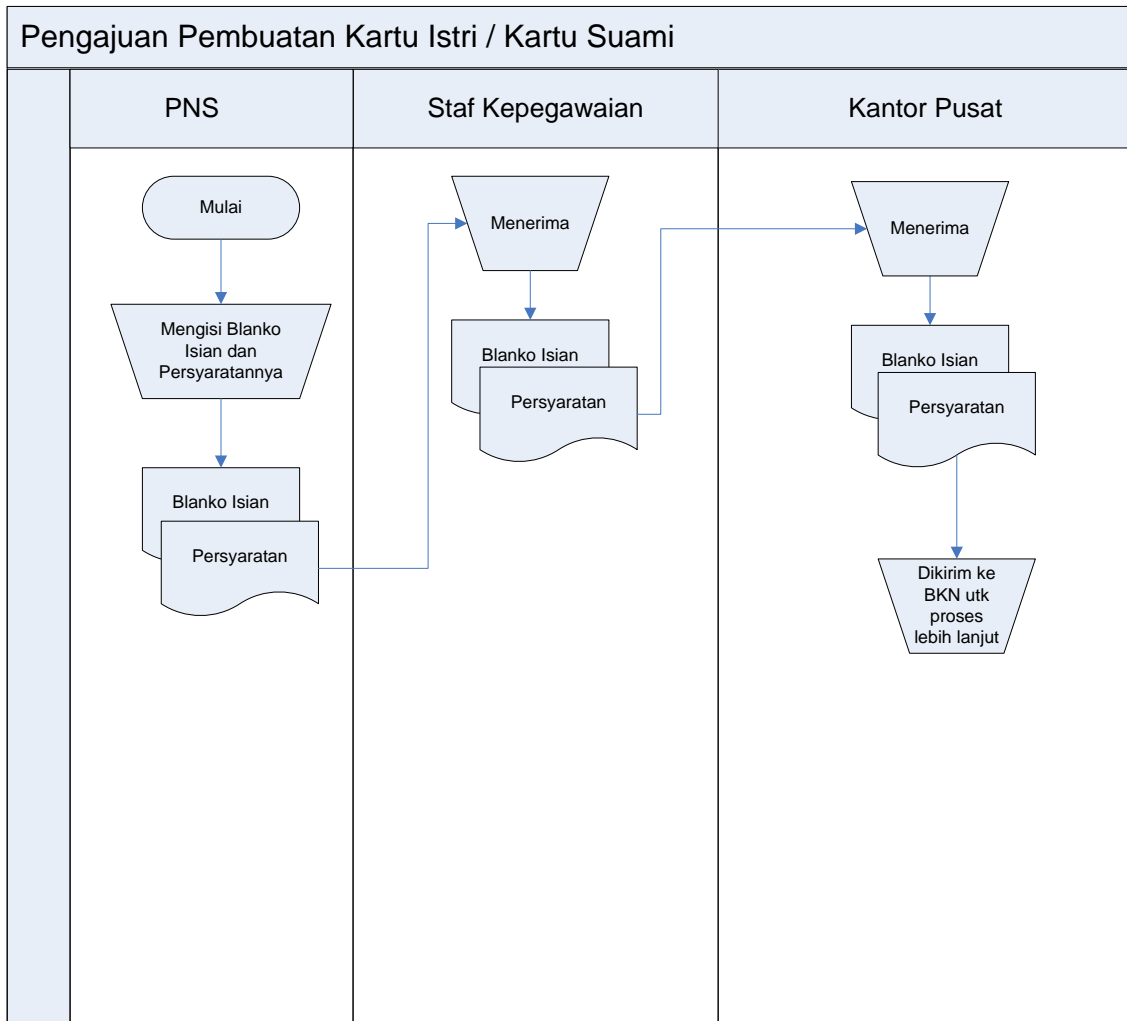 Pengajuan Pembuatan Kartu Istri / Kartu Suami
PNS
Staf Kepegawaian
Kantor Pusat
Mulai
Mengisi Blanko
Isian dan
Persyaratannya
Blanko Isian
Persyaratan
Menerima
Blanko Isian
Persyaratan
Menerima
Blanko Isian
Persyaratan
Dikirim ke
BKN utk
proses
lebih lanjut